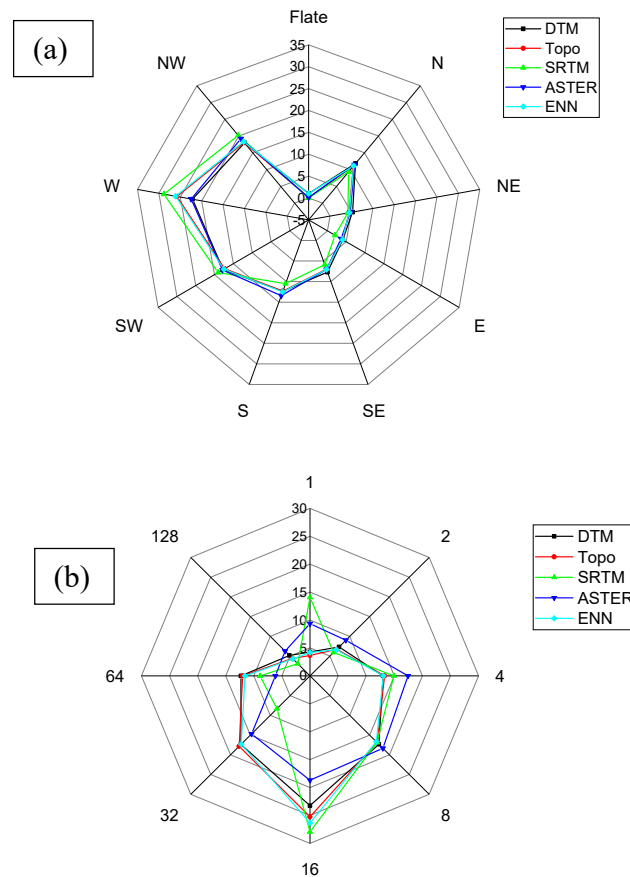 (a)
Flate
N
NE
E
SE
S
SW
W
NW
35
30
25
20
15
10
5
0
-5
DTM
Topo
SRTM
ASTER
ENN
(b)
1
2
4
8
16
32
64
128
30
25
20
15
10
5
0
DTM
Topo
SRTM
ASTER
ENN